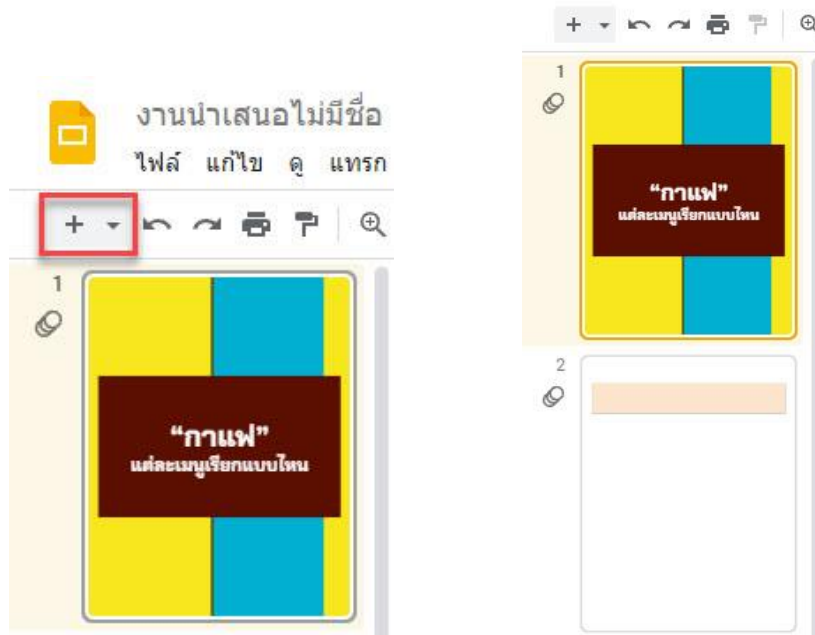 งานนำเสนอไม่มีชื่อ
ไฟล์ แก้ไข ดู แทรก
1
“กาแฟ”
แต่ละเมนูเรียกแบบไหน
1
“กาแฟ”
แต่ละเมนูเรียกแบบไหน
2